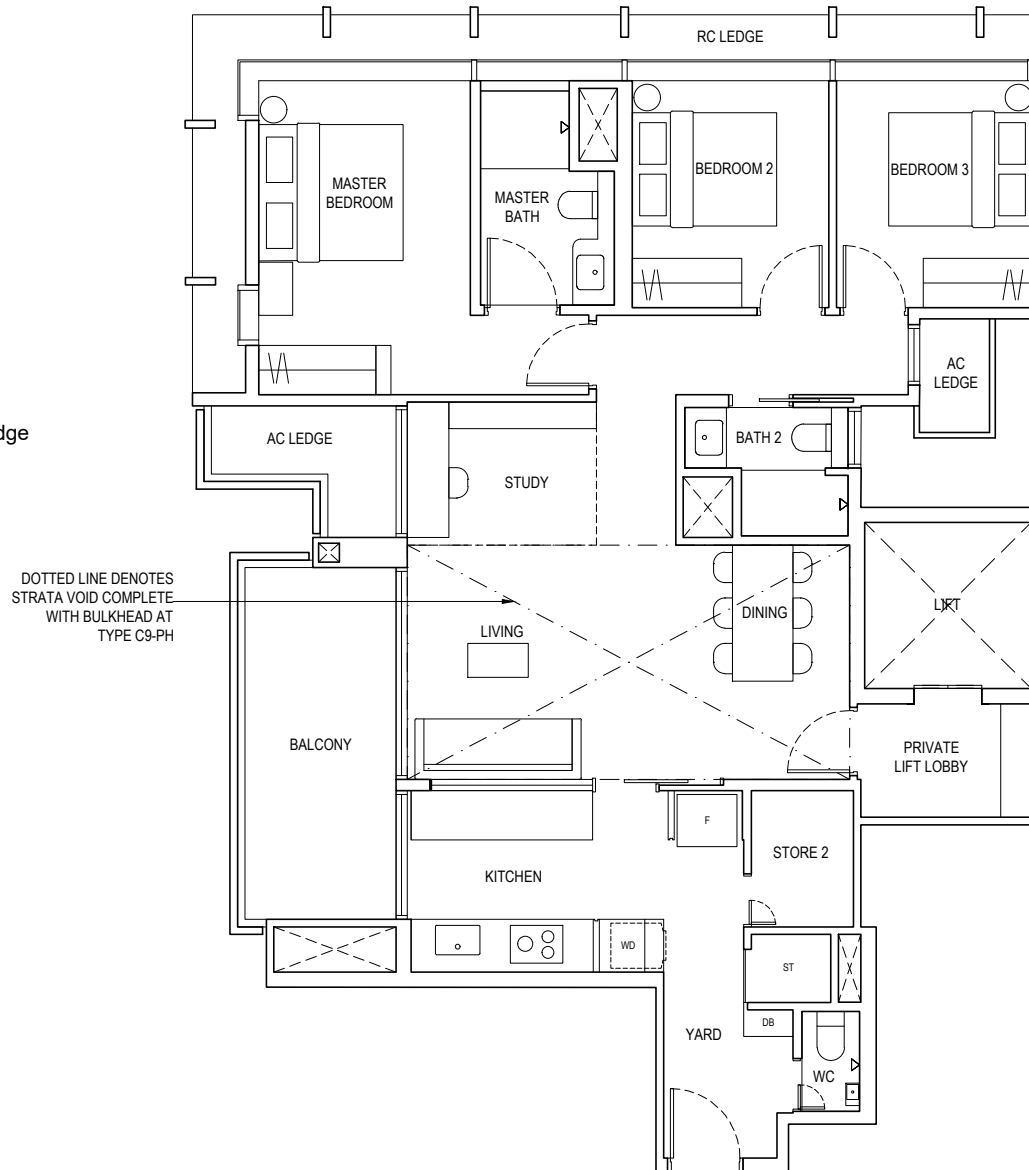 RC LEDGE
MASTER
BEDROOM
MASTER
BATH
BEDROOM 2
BEDROOM 3
AC
LEDGE
dge
AC LEDGE
BATH 2
STUDY
DOTTED LINE DENOTES
STRATA VOID COMPLETE
WITH BULKHEAD AT
TYPE C9-PH
LIVING
DINING
LIFT
BALCONY
PRIVATE
LIFT LOBBY
F
STORE 2
KITCHEN
WD
ST
DB
YARD
WC